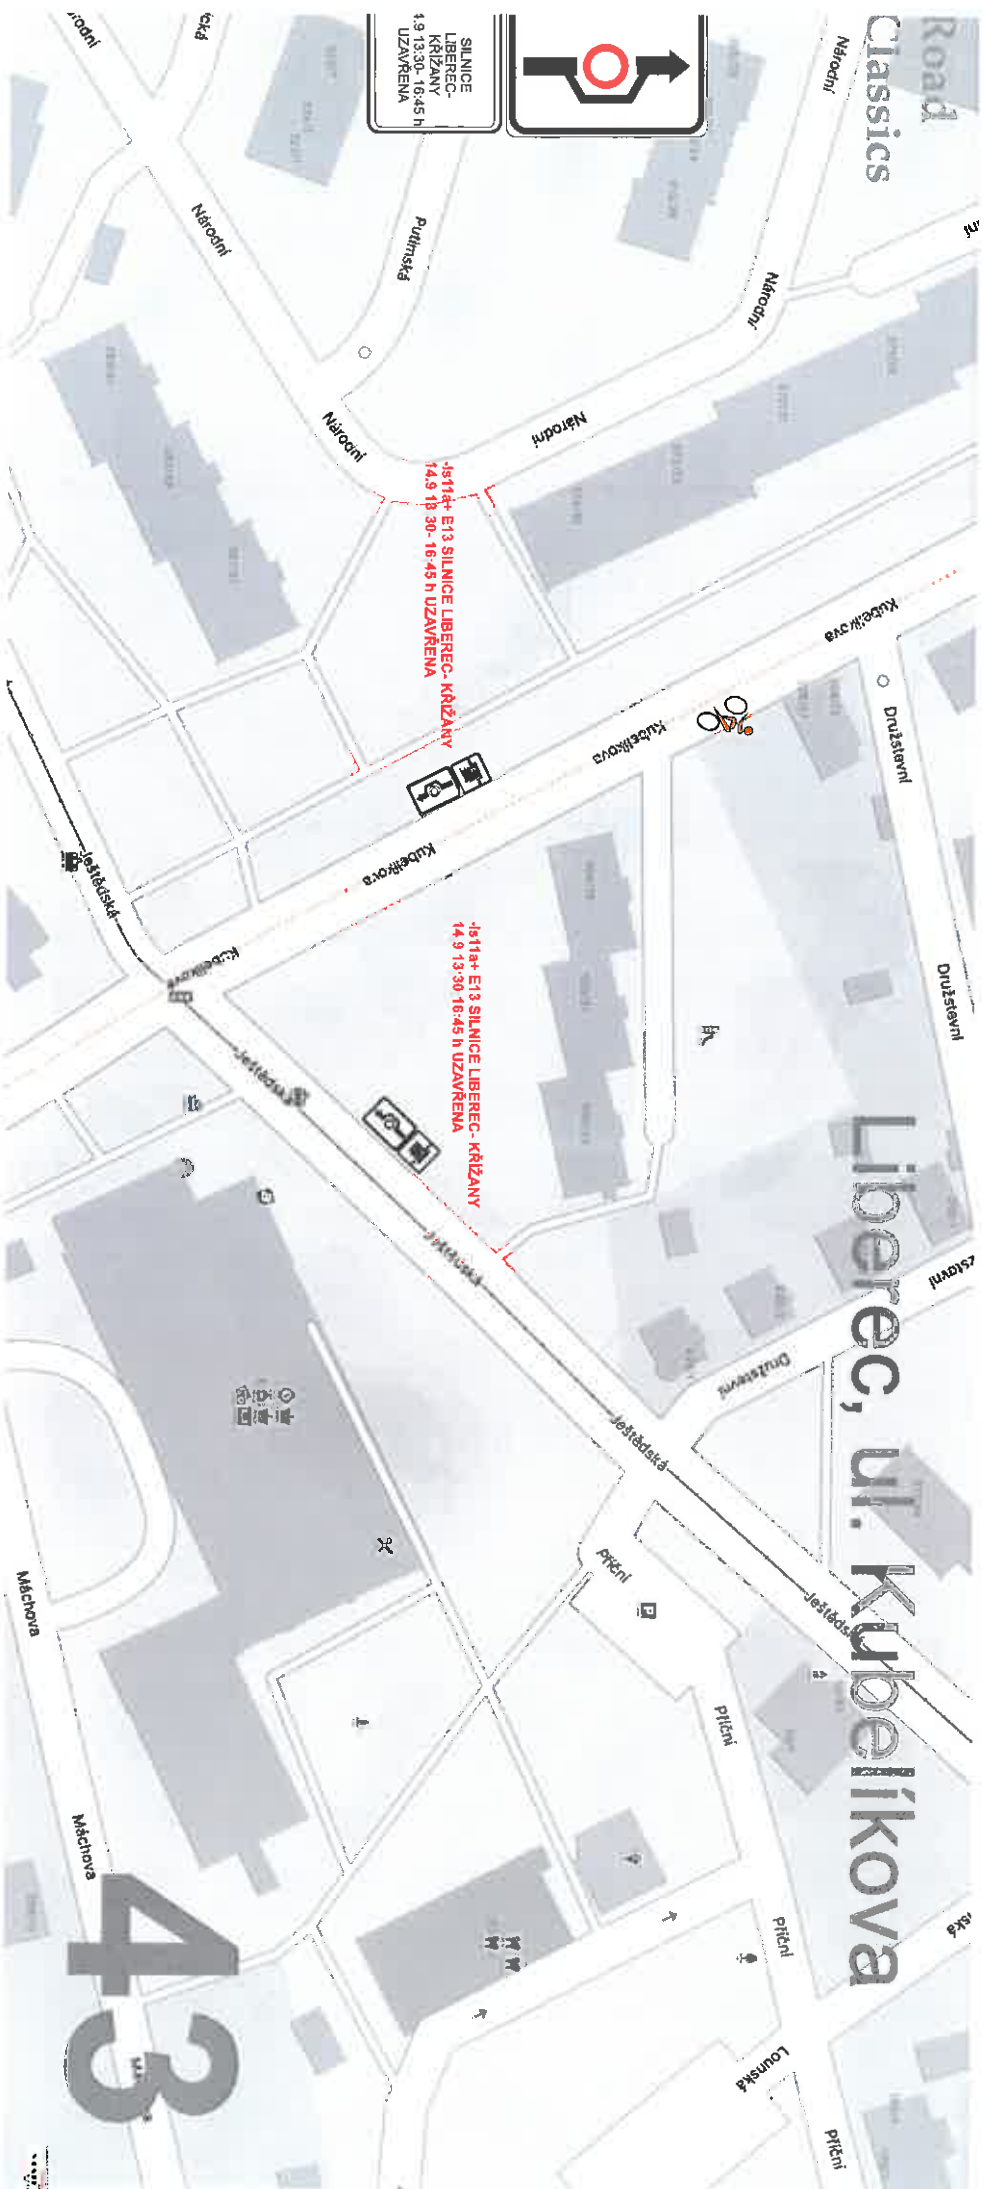 Road
Classics
Liberec, ul. Kubelíkova
SILNICE
LIBEREC-
KŘIŽANY
14.9 13:30- 16:45 h
UZAVŘENA
Národní
Národní
Národní
Národní
Národní
Putimská
-Is11a+ E13 SILNICE LIBEREC- KŘIŽANY
14.9 13 30- 16:45 h UZAVŘENA
-Is11a+ E13 SILNICE LIBEREC- KŘIŽANY
14.9 13:30-16:45 h UZAVŘENA
Kubelíkova
Kubelíkova
Kubelíkova
Kubelíkova
Družstevní
Družstevní
Družstevní
Ještědská
Ještědská
Ještědská
Ještědská
Příční
P
Příční
Příční
Příční
Lounská
Máchova
Máchova
43